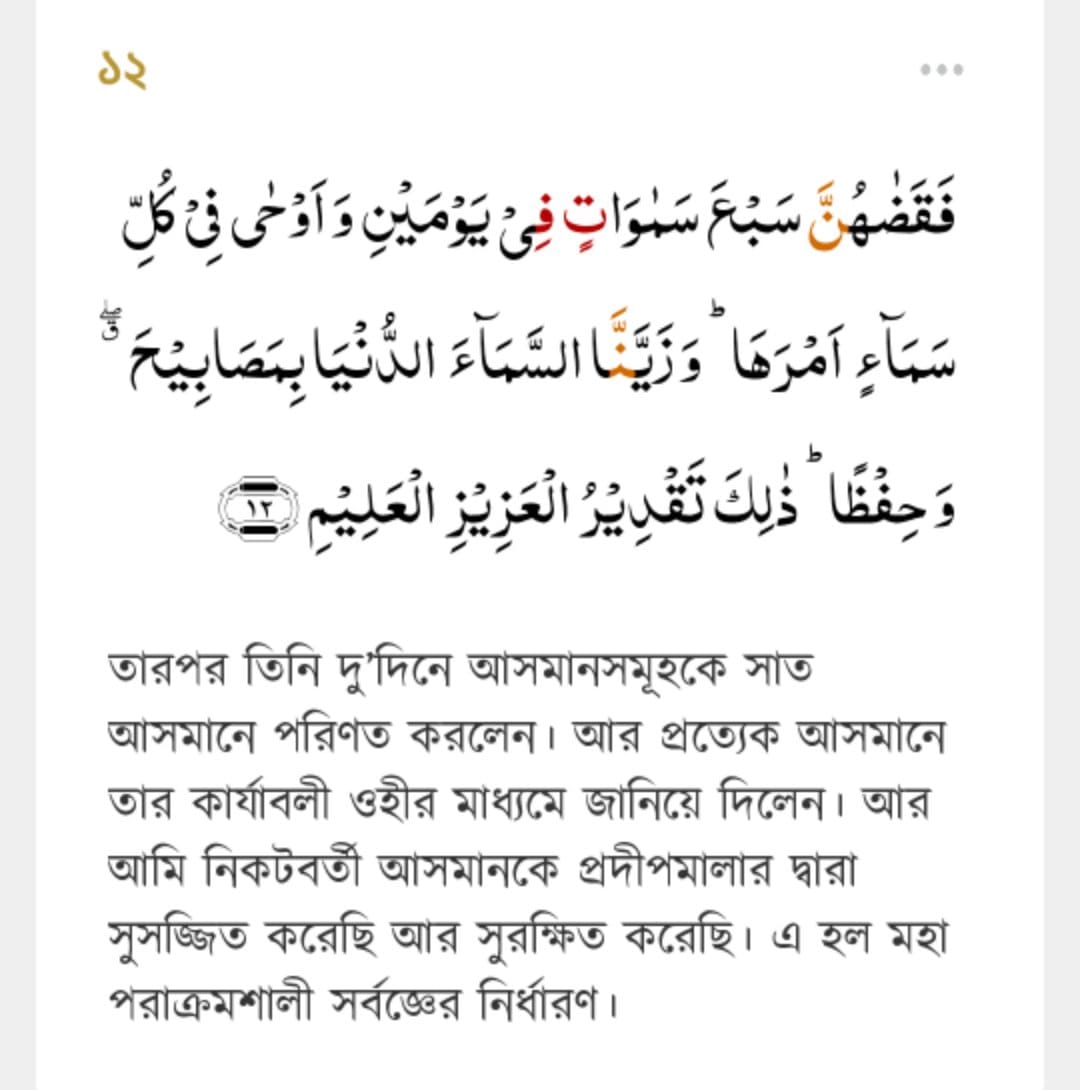 ১২
فَقَضٰىهُنَّ سَبْعَ سَمٰوَاتٍ فِىْ يَوْمَيْنِ وَاَوْحٰى فِىْ كُلِّ
سَمَآءٍ اَمْرَهَا ؕ وَزَيَّنَّا السَّمَآءَ الدُّنْيَا بِمَصَابِيْحَ ۖۗ
وَحِفْظًا ؕ ذٰلِكَ تَقْدِيْرُ الْعَزِيْزِ الْعَلِيْمِ ١٢
তারপর তিনি দু’দিনে আসমানসমূহকে সাত
আসমানে পরিণত করলেন। আর প্রত্যেক আসমানে
তার কার্যাবলী ওহীর মাধ্যমে জানিয়ে দিলেন। আর
আমি নিকটবর্তী আসমানকে প্রদীপমালার দ্বারা
সুসজ্জিত করেছি আর সুরক্ষিত করেছি। এ হল মহা
পরাক্রমশালী সর্বজ্ঞের নির্ধারণ।